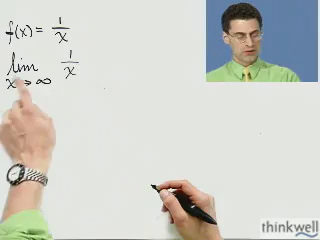 f(x) = 1/x
lim x→∞ 1/x
thinkwell